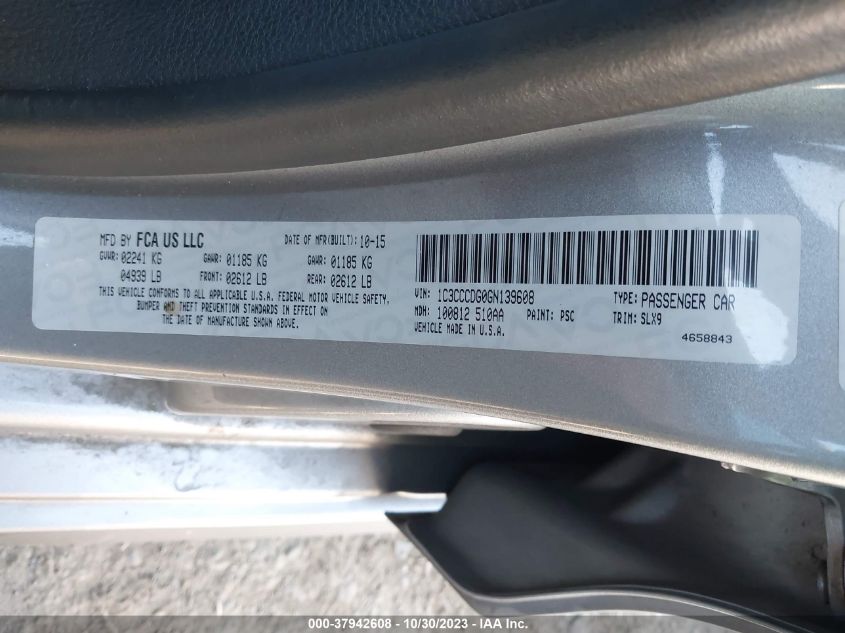 MFD BY FCA US LLC
DATE OF MFR(BUILT): 10-15
GVWR: 02241 KG
GAWR: 01185 KG
GAWR: 01185 KG
04939 LB
FRONT: 02612 LB
REAR: 02612 LB
THIS VEHICLE CONFORMS TO ALL APPLICABLE U.S.A. FEDERAL MOTOR VEHICLE SAFETY,
BUMPER AND THEFT PREVENTION STANDARDS IN EFFECT ON
THE DATE OF MANUFACTURE SHOWN ABOVE.
VIN: 1C3CCCDG0GN139608
TYPE: PASSENGER CAR
MDH: 100812 510AA
PAINT: PSC
TRIM: SLX9
VEHICLE MADE IN U.S.A.
4658843
000-37942608 - 10/30/2023 - IAA Inc.